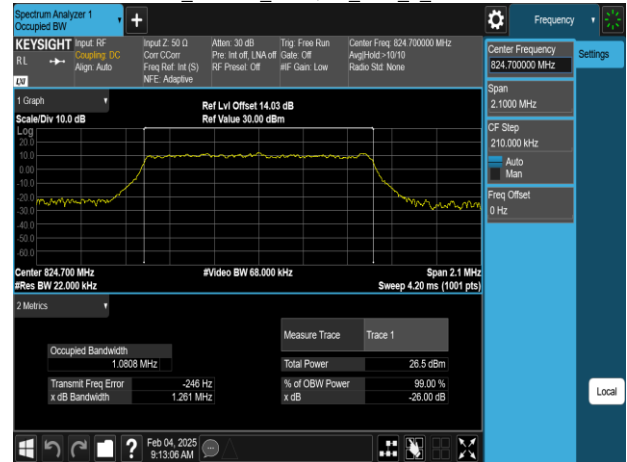 Spectrum Analyzer 1
Occupied BW
Frequency
KEYSIGHT
RL
LXI
Input: RF
Coupling: DC
Align: Auto
Input Z: 50 Ω
Corr CCorr
Freq Ref: Int (S)
NFE: Adaptive
Atten: 30 dB
Pre: Int off, LNA off
RF Presel: Off
Trig: Free Run
Gate: Off
#IF Gain: Low
Center Freq: 824.700000 MHz
Avg|Hold:>10/10
Radio Std: None
Center Frequency
824.700000 MHz
Settings
Span
2.1000 MHz
CF Step
210.000 kHz
Auto
Man
Freq Offset
0 Hz
Local
1 Graph
Scale/Div 10.0 dB
Ref Lvl Offset 14.03 dB
Ref Value 30.00 dBm
Log
20.0
10.0
0.00
-10.0
-20.0
-30.0
-40.0
-50.0
-60.0
Center 824.700 MHz
#Video BW 68.000 kHz
Span 2.1 MHz
#Res BW 22.000 kHz
Sweep 4.20 ms (1001 pts)
2 Metrics
Measure Trace
Trace 1
Occupied Bandwidth
1.0808 MHz
Total Power
26.5 dBm
Transmit Freq Error
-246 Hz
% of OBW Power
99.00 %
x dB Bandwidth
1.261 MHz
x dB
-26.00 dB
?
Feb 04, 2025
9:13:06 AM